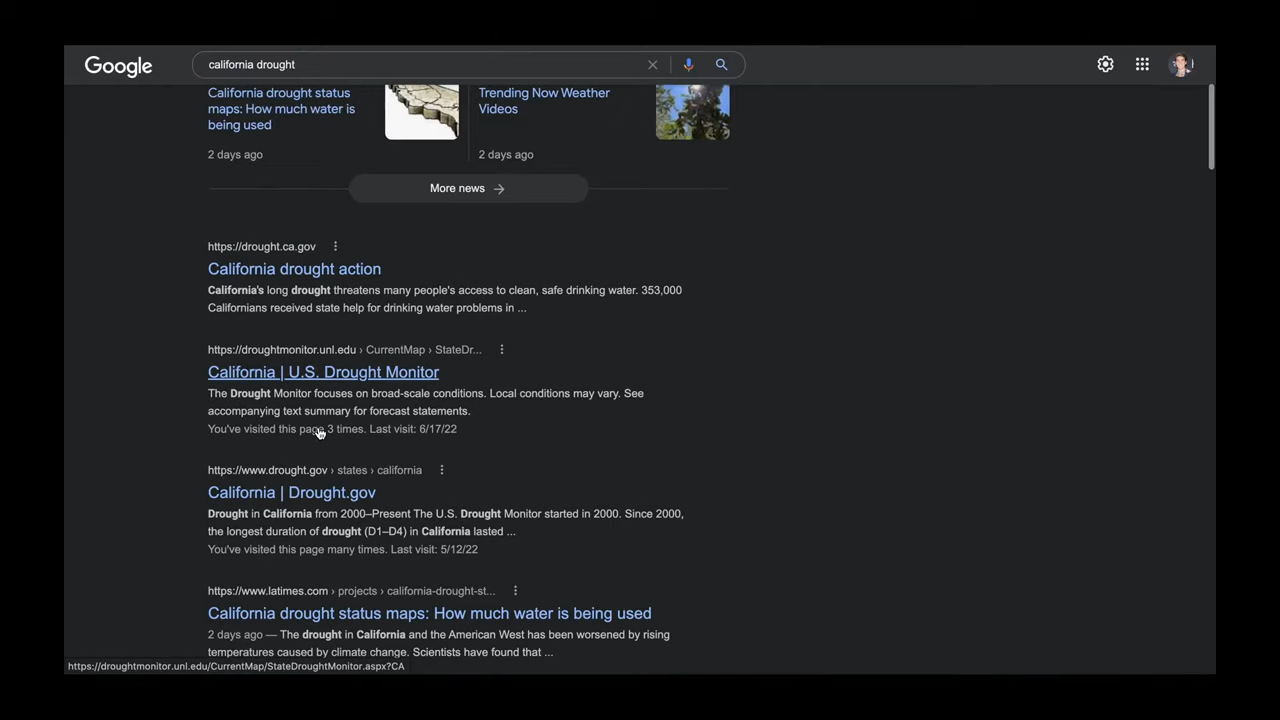 Google
california drought
California drought status
maps: How much water is
being used
2 days ago
Trending Now Weather
Videos
2 days ago
More news
https://drought.ca.gov
California drought action
California's long drought threatens many people's access to clean, safe drinking water. 353,000
Californians received state help for drinking water problems in ...
https://droughtmonitor.unl.edu › CurrentMap › StateDr...
California | U.S. Drought Monitor
The Drought Monitor focuses on broad-scale conditions. Local conditions may vary. See
accompanying text summary for forecast statements.
You've visited this page 3 times. Last visit: 6/17/22
https://www.drought.gov › states › california
California | Drought.gov
Drought in California from 2000–Present The U.S. Drought Monitor started in 2000. Since 2000,
the longest duration of drought (D1–D4) in California lasted ...
You've visited this page many times. Last visit: 5/12/22
https://www.latimes.com › projects › california-drought-st...
California drought status maps: How much water is being used
2 days ago — The drought in California and the American West has been worsened by rising
temperatures caused by climate change. Scientists have found that ...
https://droughtmonitor.unl.edu/CurrentMap/StateDroughtMonitor.aspx?CA